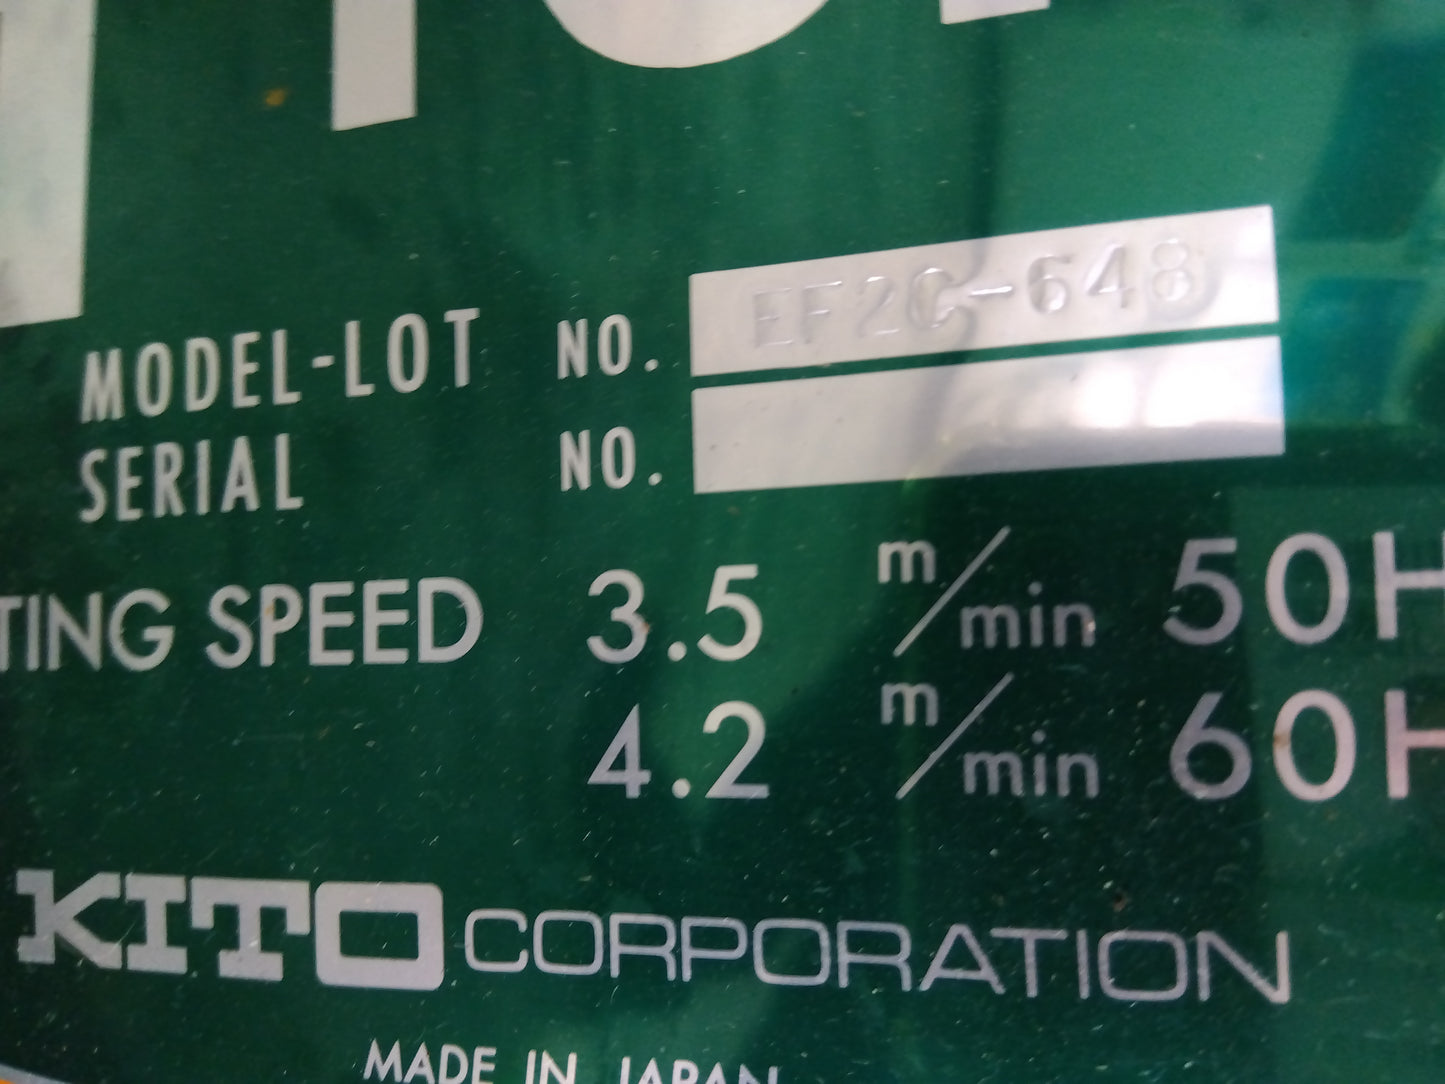 MODEL-LOT NO. EF2C-648
SERIAL NO.
TING SPEED 3.5 m/min 50H
4.2 m/min 60H
KITO CORPORATION
MADE IN JAPAN